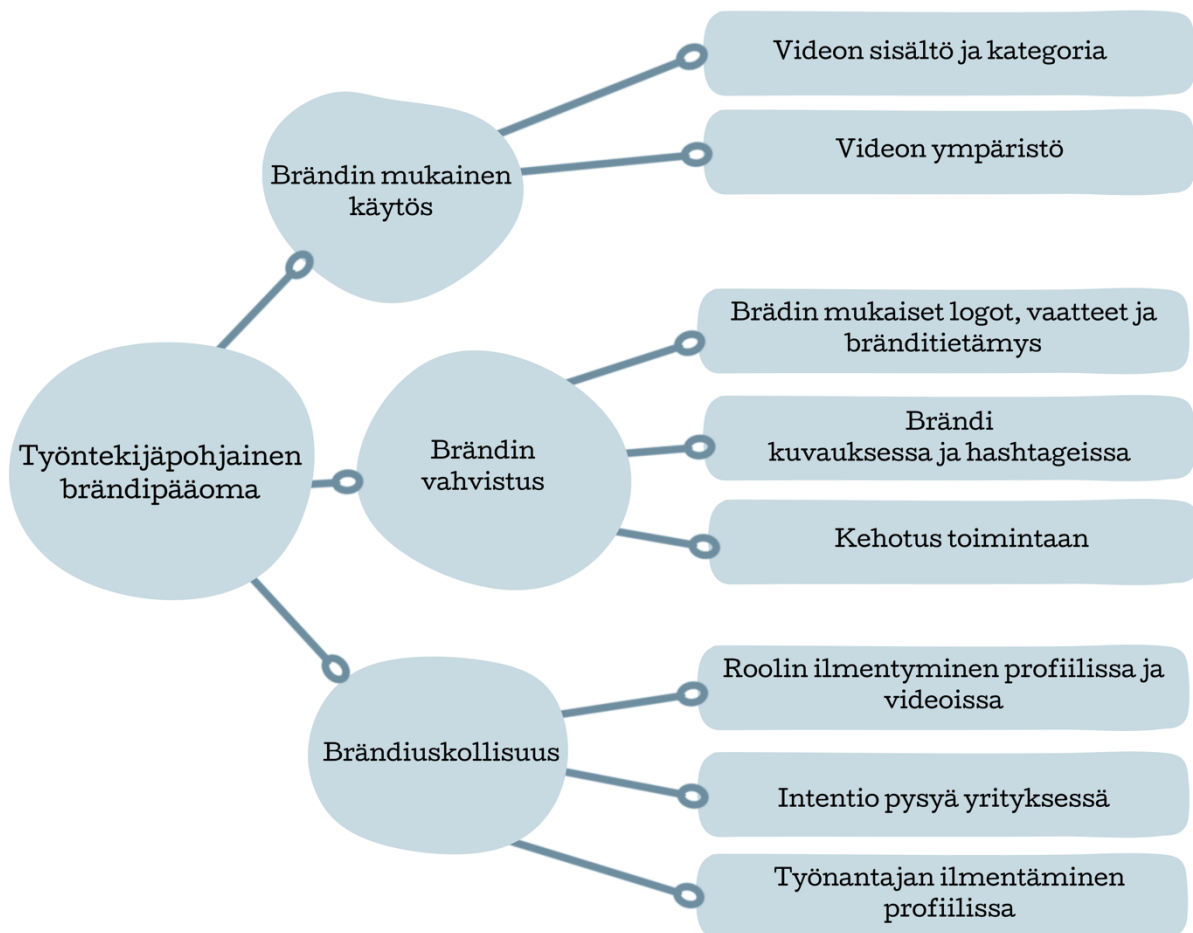 Videon sisältö ja kategoria
Videon ympäristö
Brändin mukainen
käytös
Brädin mukaiset logot, vaatteet ja
bränditietämys
Brändi
kuvauksessa ja hashtageissa
Kehotus toimintaan
Brändin
vahvistus
Työntekijäpohjainen
brändipääoma
Roolin ilmentyminen profiilissa ja
videoissa
Intentio pysyä yrityksessä
Työnantajan ilmentäminen
profiilissa
Brändiuskollisuus